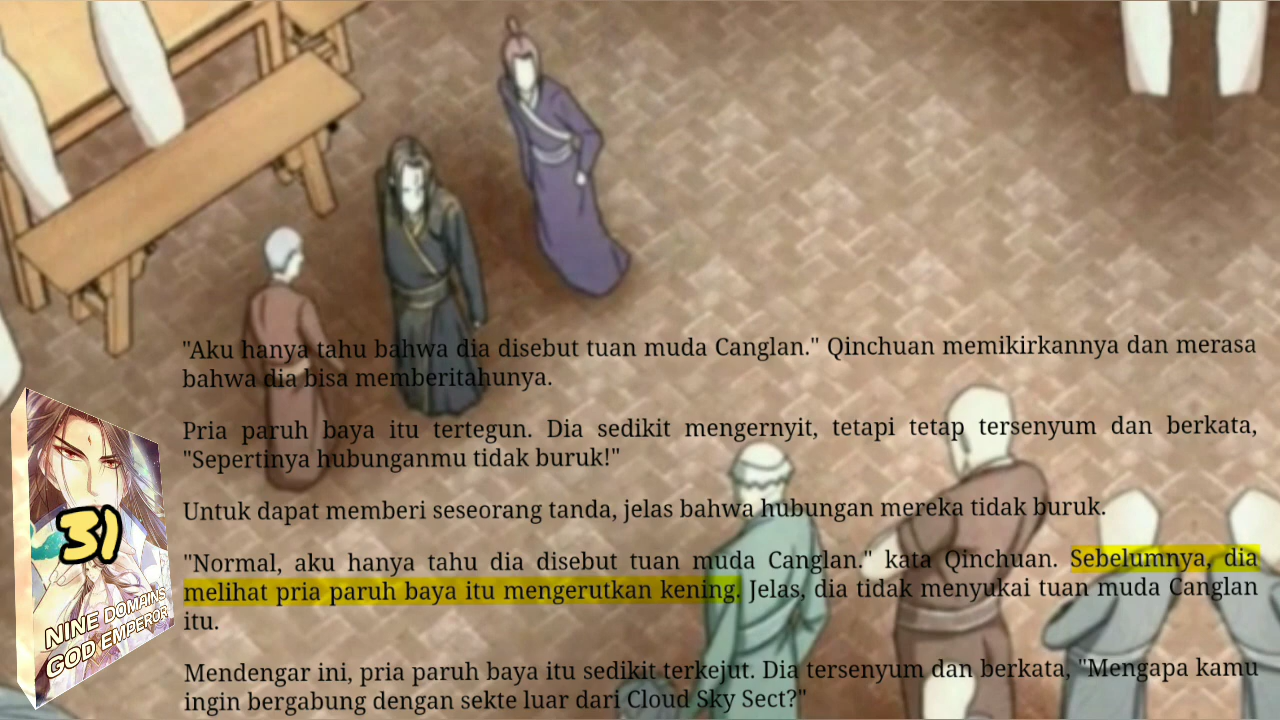 "Aku hanya tahu bahwa dia disebut tuan muda Canglan." Qinchuan memikirkannya dan merasa
bahwa dia bisa memberitahunya.
Pria paruh baya itu tertegun. Dia sedikit mengernyit, tetapi tetap tersenyum dan berkata,
"Sepertinya hubunganmu tidak buruk!"
Untuk dapat memberi seseorang tanda, jelas bahwa hubungan mereka tidak buruk.
"Normal, aku hanya tahu dia disebut tuan muda Canglan." kata Qinchuan. Sebelumnya, dia
melihat pria paruh baya itu mengerutkan kening. Jelas, dia tidak menyukai tuan muda Canglan
itu.
Mendengar ini, pria paruh baya itu sedikit terkejut. Dia tersenyum dan berkata, "Mengapa kamu
ingin bergabung dengan sekte luar dari Cloud Sky Sect?"
31
NINE DOMAINS
GOD EMPEROR